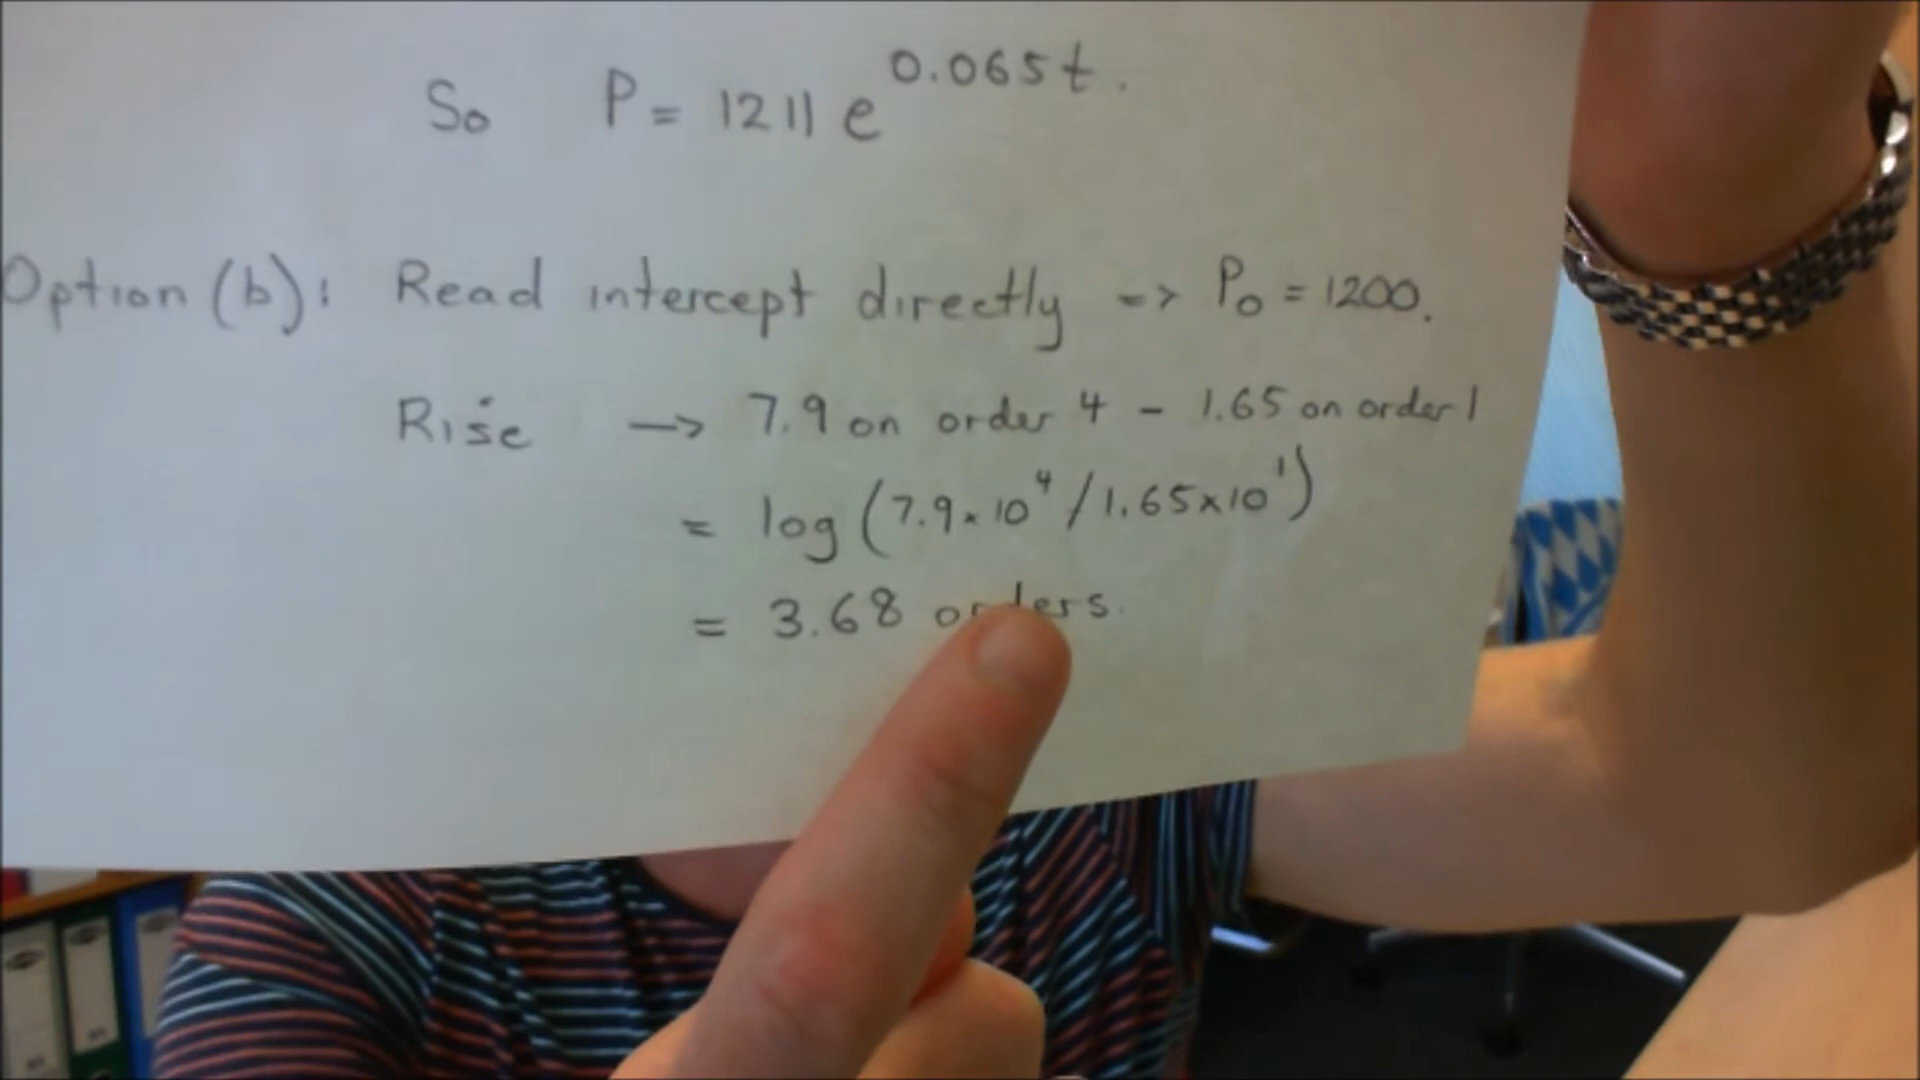 So P = 1211 e^0.065t.
Option (b): Read intercept directly -> P₀ = 1200.
Rise -> 7.9 on order 4 - 1.65 on order 1
= log (7.9 × 10⁴ / 1.65 × 10¹)
= 3.68 orders.